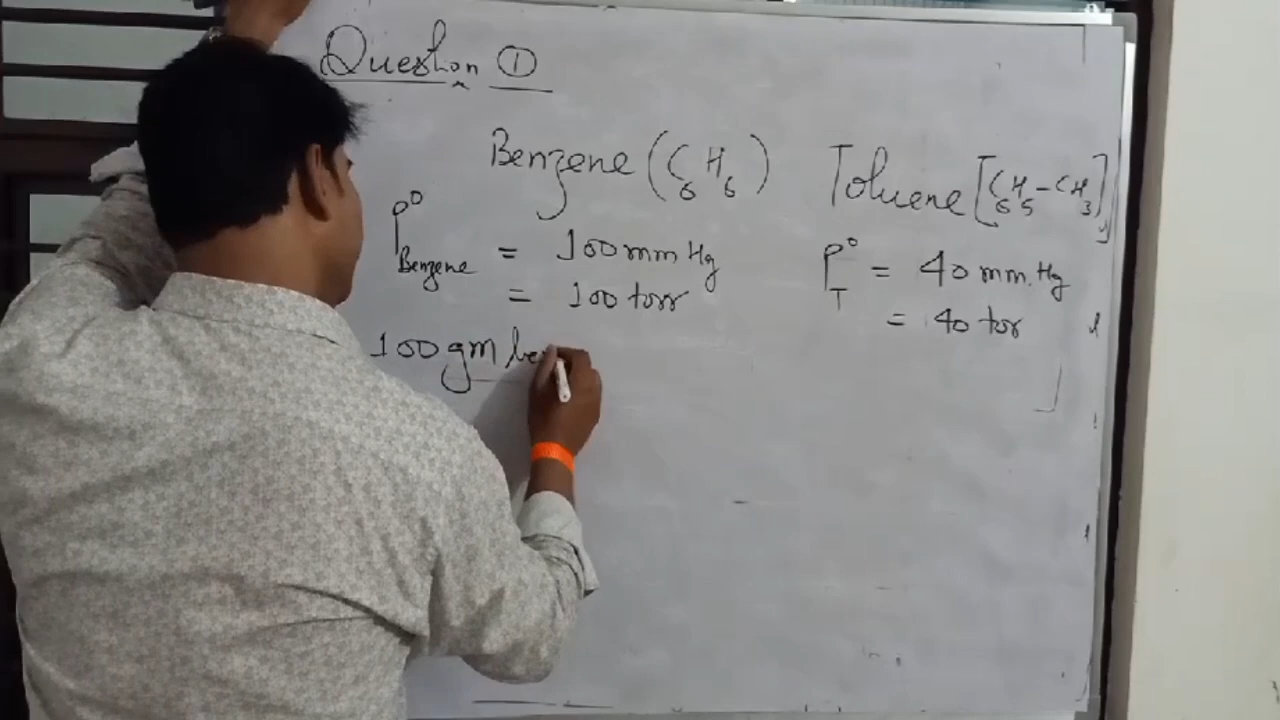 Question ①
Benzene (C6H6) Toluene [C6H5-CH3]
P°Benzene = 100 mm Hg
= 100 torr
P°T = 40 mm.Hg
= 40 tor
100 gm be